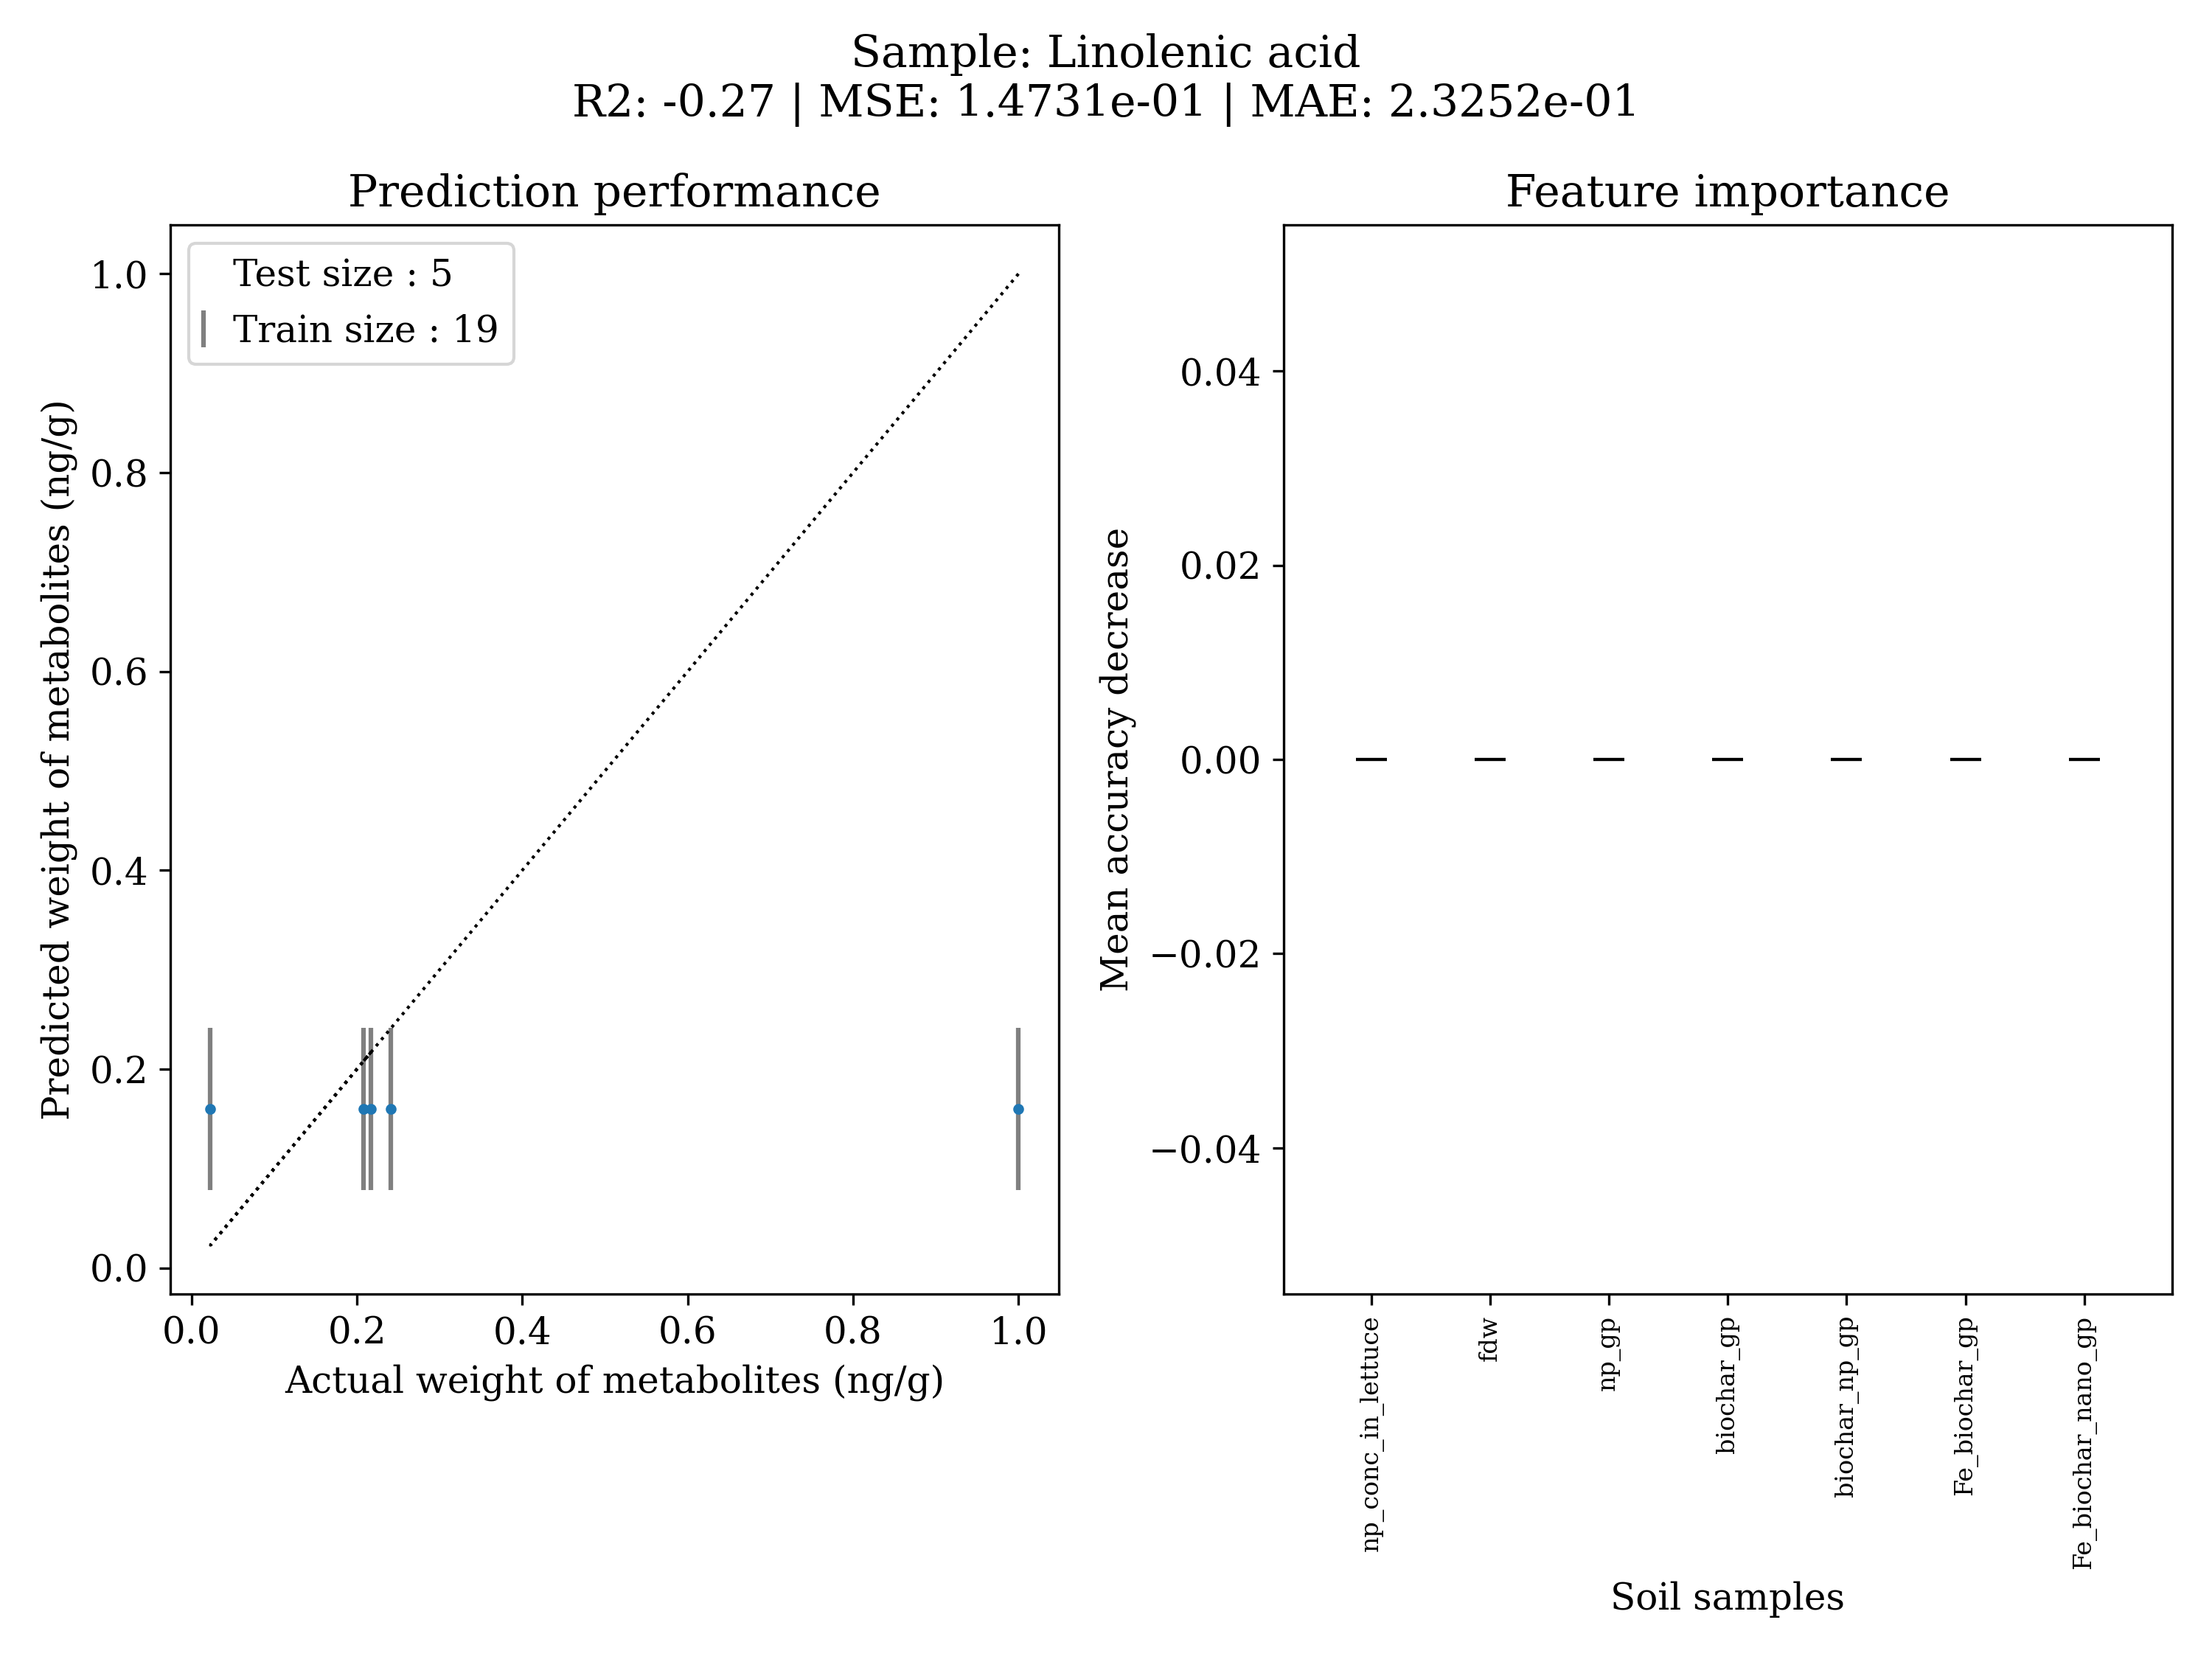 Sample: Linolenic acid
R2: -0.27 | MSE: 1.4731e-01 | MAE: 2.3252e-01
Prediction performance
Test size : 5
Train size : 19
1.0
0.8
0.6
0.4
0.2
0.0
Predicted weight of metabolites (ng/g)
0.0 0.2 0.4 0.6 0.8 1.0
Actual weight of metabolites (ng/g)
Feature importance
0.04
0.02
0.00
−0.02
−0.04
Mean accuracy decrease
np_conc_in_lettuce
fdw
np_gp
biochar_gp
biochar_np_gp
Fe_biochar_gp
Fe_biochar_nano_gp
Soil samples